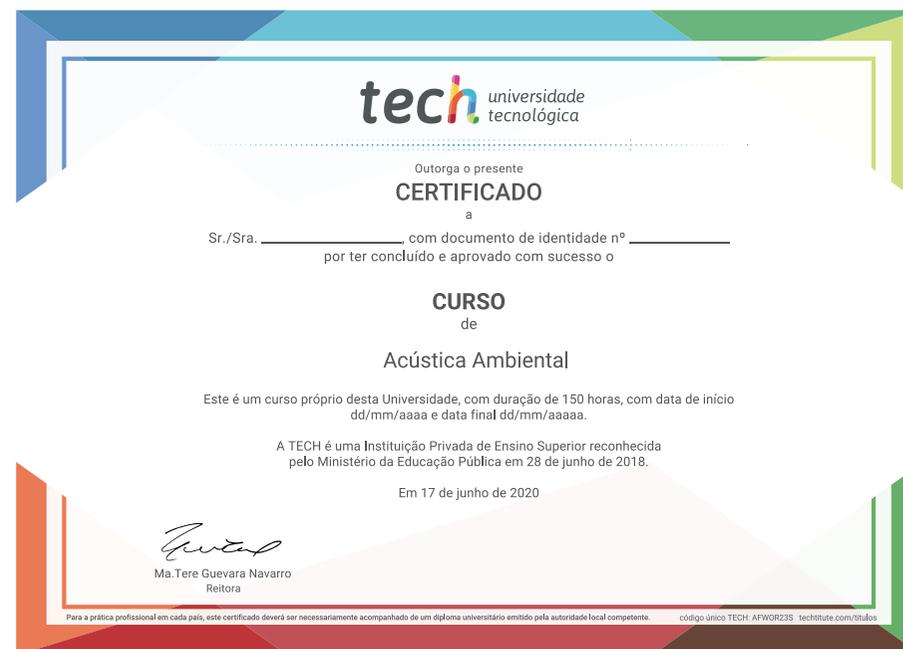 tech universidade
tecnológica
Outorga o presente
CERTIFICADO
a
Sr./Sra. ________________, com documento de identidade nº ____________
por ter concluído e aprovado com sucesso o
CURSO
de
Acústica Ambiental
Este é um curso próprio desta Universidade, com duração de 150 horas, com data de início
dd/mm/aaaa e data final dd/mm/aaaaa.
A TECH é uma Instituição Privada de Ensino Superior reconhecida
pelo Ministério da Educação Pública em 28 de junho de 2018.
Em 17 de junho de 2020
Ma.Tere Guevara Navarro
Reitora
Para a prática profissional em cada país, este certificado deverá ser necessariamente acompanhado de um diploma universitário emitido pela autoridade local competente. código único TECH: AFWOR23S techtitute.com/titulos